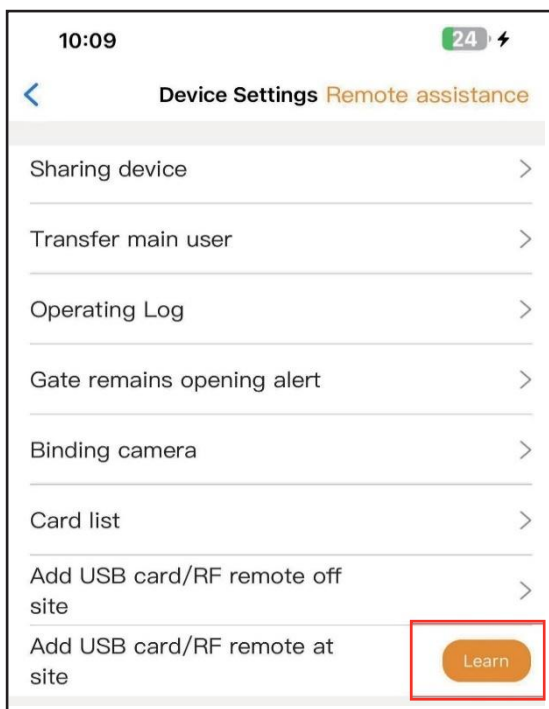 10:09 24
Device Settings Remote assistance
Sharing device
Transfer main user
Operating Log
Gate remains opening alert
Binding camera
Card list
Add USB card/RF remote off
site
Add USB card/RF remote at
site
Learn